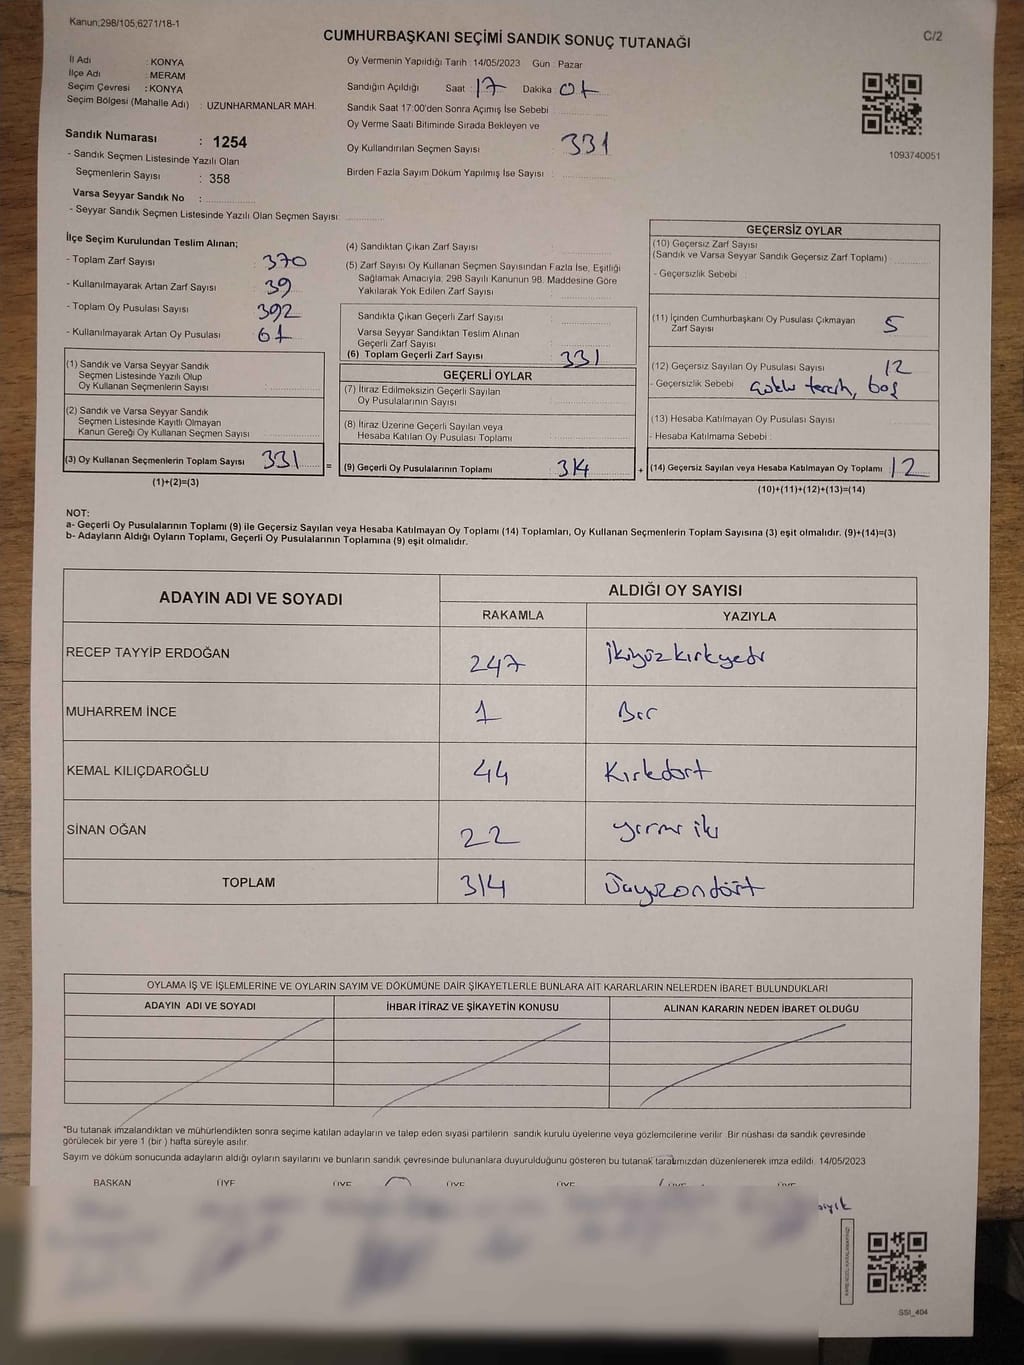 Kanun;298/105;6271/18-1
C/2
CUMHURBAŞKANI SEÇİMİ SANDIK SONUÇ TUTANAĞI
İl Adı : KONYA
İlçe Adı : MERAM
Seçim Çevresi : KONYA
Seçim Bölgesi (Mahalle Adı) : UZUNHARMANLAR MAH.
Sandık Numarası : 1254
- Sandık Seçmen Listesinde Yazılı Olan
Seçmenlerin Sayısı : 358
Varsa Seyyar Sandık No :
- Seyyar Sandık Seçmen Listesinde Yazılı Olan Seçmen Sayısı:
Oy Vermenin Yapıldığı Tarih : 14/05/2023 Gün : Pazar
Sandığın Açıldığı Saat : 17 Dakika : 01
Sandık Saat 17:00'den Sonra Açımış İse Sebebi :
Oy Verme Saati Bitiminde Sırada Bekleyen ve
Oy Kullandırılan Seçmen Sayısı : 331
Birden Fazla Sayım Döküm Yapılmış İse Sayısı :
1093740051
İlçe Seçim Kurulundan Teslim Alınan;
- Toplam Zarf Sayısı : 370
- Kullanılmayarak Artan Zarf Sayısı : 39
- Toplam Oy Pusulası Sayısı : 392
- Kullanılmayarak Artan Oy Pusulası : 61
(1) Sandık ve Varsa Seyyar Sandık
Seçmen Listesinde Yazılı Olup
Oy Kullanan Seçmenlerin Sayısı :
(2) Sandık ve Varsa Seyyar Sandık
Seçmen Listesinde Kayıtlı Olmayan
Kanun Gereği Oy Kullanan Seçmen Sayısı :
(3) Oy Kullanan Seçmenlerin Toplam Sayısı : 331
(1)+(2)=(3)
=
(4) Sandıktan Çıkan Zarf Sayısı :
(5) Zarf Sayısı Oy Kullanan Seçmen Sayısından Fazla İse, Eşitliği
Sağlamak Amacıyla; 298 Sayılı Kanunun 98. Maddesine Göre
Yakılarak Yok Edilen Zarf Sayısı :
Sandıkta Çıkan Geçerli Zarf Sayısı :
Varsa Seyyar Sandıktan Teslim Alınan
Geçerli Zarf Sayısı :
(6) Toplam Geçerli Zarf Sayısı : 331
GEÇERLİ OYLAR
(7) İtiraz Edilmeksizin Geçerli Sayılan
Oy Pusulalarının Sayısı :
(8) İtiraz Üzerine Geçerli Sayılan veya
Hesaba Katılan Oy Pusulası Toplamı :
(9) Geçerli Oy Pusulalarının Toplamı : 314
+
GEÇERSİZ OYLAR
(10) Geçersiz Zarf Sayısı
(Sandık ve Varsa Seyyar Sandık Geçersiz Zarf Toplamı) :
- Geçersizlik Sebebi :
(11) İçinden Cumhurbaşkanı Oy Pusulası Çıkmayan
Zarf Sayısı : 5
(12) Geçersiz Sayılan Oy Pusulası Sayısı : 12
- Geçersizlik Sebebi : çoklu tercih, boş
(13) Hesaba Katılmayan Oy Pusulası Sayısı :
- Hesaba Katılmama Sebebi :
(14) Geçersiz Sayılan veya Hesaba Katılmayan Oy Toplamı : 12
(10)+(11)+(12)+(13)=(14)
NOT:
a- Geçerli Oy Pusulalarının Toplamı (9) ile Geçersiz Sayılan veya Hesaba Katılmayan Oy Toplamı (14) Toplamları, Oy Kullanan Seçmenlerin Toplam Sayısına (3) eşit olmalıdır. (9)+(14)=(3)
b- Adayların Aldığı Oyların Toplamı, Geçerli Oy Pusulalarının Toplamına (9) eşit olmalıdır.
ADAYIN ADI VE SOYADI
ALDIĞI OY SAYISI
RAKAMLA YAZIYLA
RECEP TAYYİP ERDOĞAN 247 ikiyüzkırkyedi
MUHARREM İNCE 1 Bir
KEMAL KILIÇDAROĞLU 44 Kırkdört
SİNAN OĞAN 22 yirmi iki
TOPLAM 314 Üçyüzondört
OYLAMA İŞ VE İŞLEMLERİNE VE OYLARIN SAYIM VE DÖKÜMÜNE DAİR ŞİKAYETLERLE BUNLARA AİT KARARLARIN NELERDEN İBARET BULUNDUKLARI
ADAYIN ADI VE SOYADI İHBAR İTİRAZ VE ŞİKAYETİN KONUSU ALINAN KARARIN NEDEN İBARET OLDUĞU
*Bu tutanak imzalandıktan ve mühürlendikten sonra seçime katılan adayların ve talep eden siyasi partilerin sandık kurulu üyelerine veya gözlemcilerine verilir. Bir nüshası da sandık çevresinde
görülecek bir yere 1 (bir) hafta süreyle asılır.
Sayım ve döküm sonucunda adayların aldığı oyların sayılarını ve bunların sandık çevresinde bulunanlara duyurulduğunu gösteren bu tutanak tarafımızdan düzenlenerek imza edildi. 14/05/2023
BAŞKAN ÜYE ÜYE ÜYE ÜYE ÜYE ÜYE
SSI_404